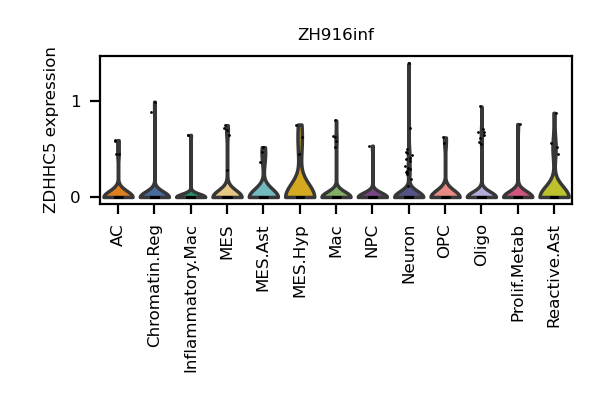 ZH916inf
ZDHHC5 expression
1
0
AC
Chromatin.Reg
Inflammatory.Mac
MES
MES.Ast
MES.Hyp
Mac
NPC
Neuron
OPC
Oligo
Prolif.Metab
Reactive.Ast